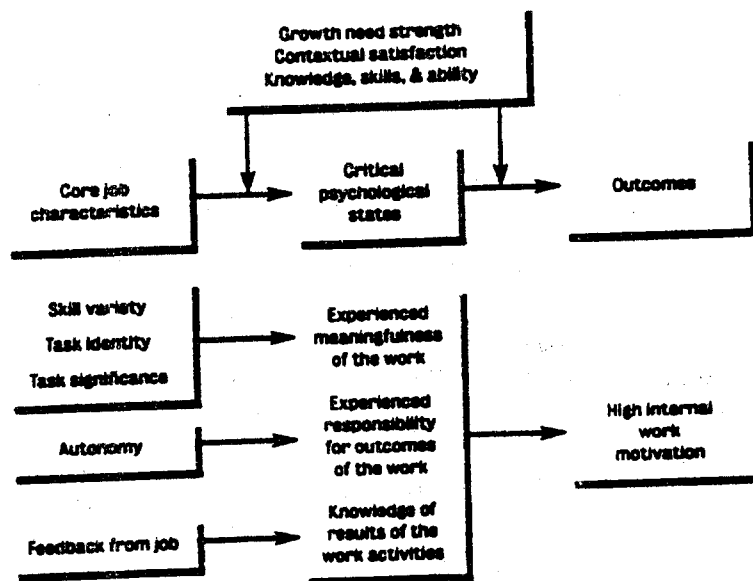 Growth need strength
Contextual satisfaction
Knowledge, skills, & ability
Core job
characteristics
Critical
psychological
states
Outcomes
Skill variety
Task identity
Task significance
Experienced
meaningfulness
of the work
Autonomy
Experienced
responsibility
for outcomes
of the work
High internal
work
motivation
Feedback from job
Knowledge of
results of the
work activities